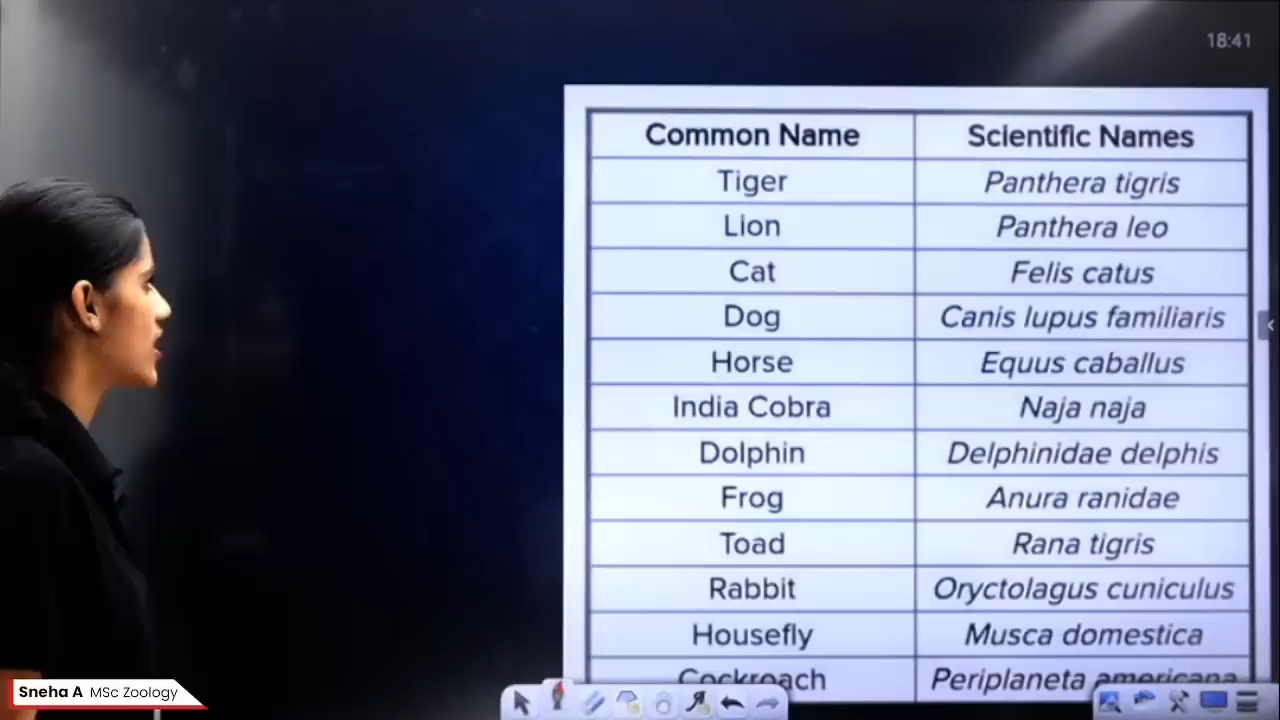 18:41
Common Name Scientific Names
Tiger Panthera tigris
Lion Panthera leo
Cat Felis catus
Dog Canis lupus familiaris
Horse Equus caballus
India Cobra Naja naja
Dolphin Delphinidae delphis
Frog Anura ranidae
Toad Rana tigris
Rabbit Oryctolagus cuniculus
Housefly Musca domestica
Cockroach Periplaneta americana
Sneha A MSc Zoology